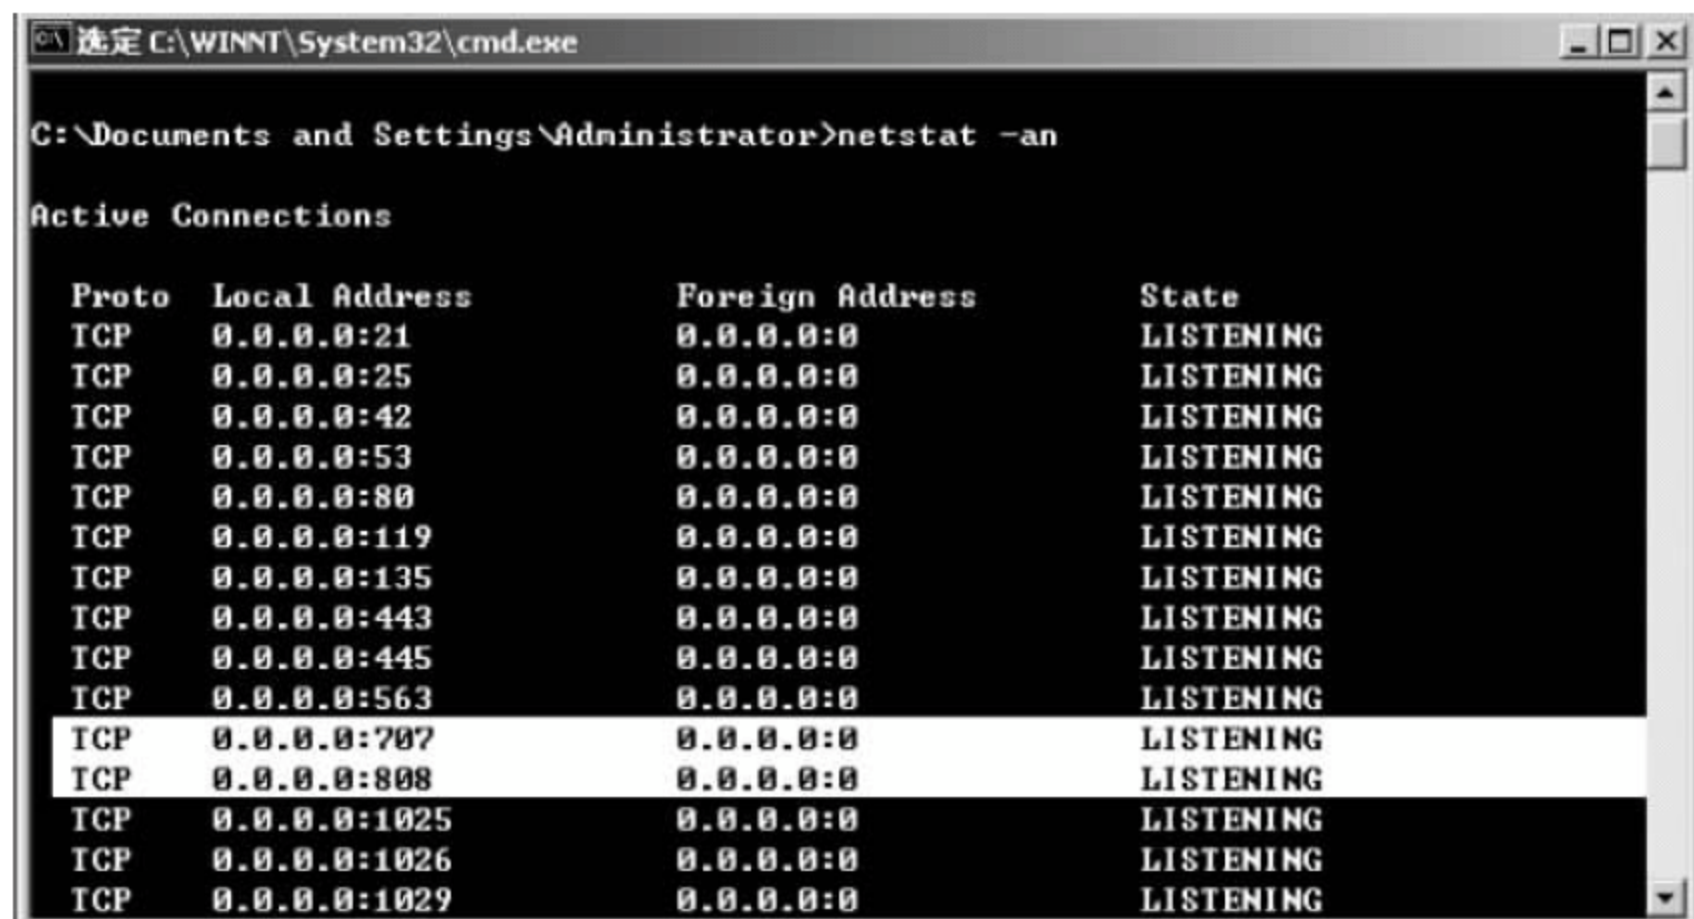 选定 C:\WINNT\System32\cmd.exe
C:\Documents and Settings\Administrator>netstat -an
Active Connections
Proto  Local Address          Foreign Address        State
TCP    0.0.0.0:21             0.0.0.0:0              LISTENING
TCP    0.0.0.0:25             0.0.0.0:0              LISTENING
TCP    0.0.0.0:42             0.0.0.0:0              LISTENING
TCP    0.0.0.0:53             0.0.0.0:0              LISTENING
TCP    0.0.0.0:80             0.0.0.0:0              LISTENING
TCP    0.0.0.0:119            0.0.0.0:0              LISTENING
TCP    0.0.0.0:135            0.0.0.0:0              LISTENING
TCP    0.0.0.0:443            0.0.0.0:0              LISTENING
TCP    0.0.0.0:445            0.0.0.0:0              LISTENING
TCP    0.0.0.0:563            0.0.0.0:0              LISTENING
TCP    0.0.0.0:707            0.0.0.0:0              LISTENING
TCP    0.0.0.0:808            0.0.0.0:0              LISTENING
TCP    0.0.0.0:1025           0.0.0.0:0              LISTENING
TCP    0.0.0.0:1026           0.0.0.0:0              LISTENING
TCP    0.0.0.0:1029           0.0.0.0:0              LISTENING